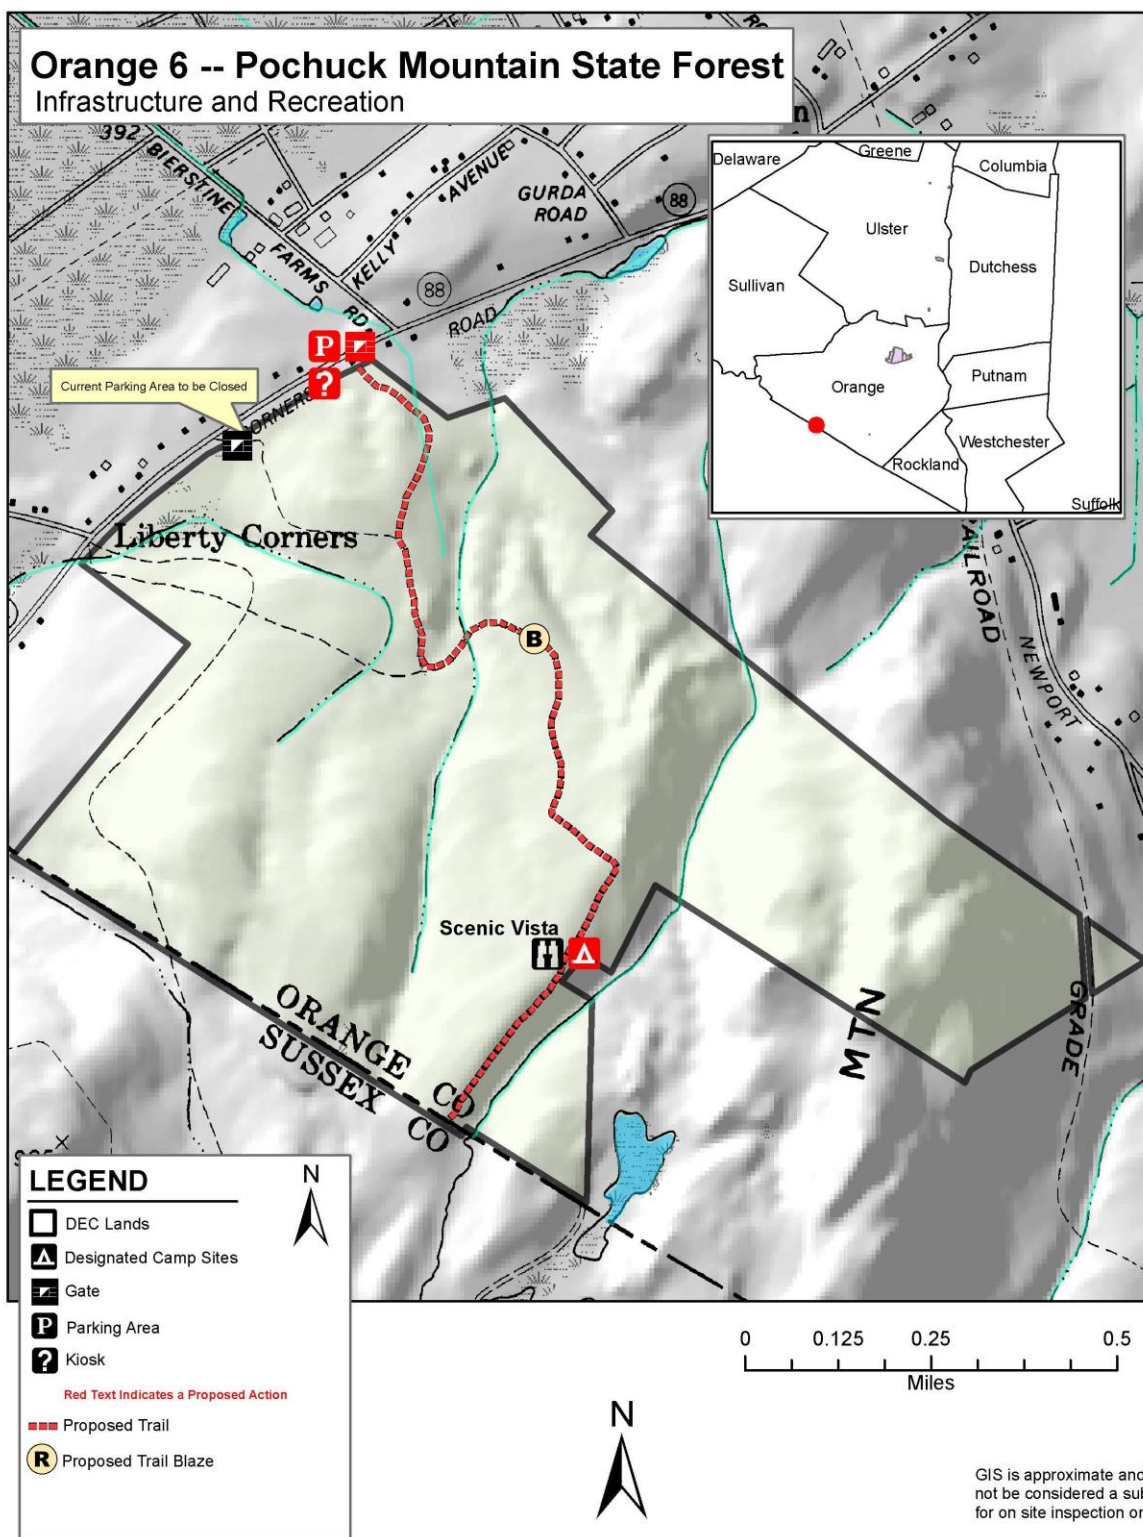 Orange 6 -- Pochuck Mountain State Forest
Infrastructure and Recreation
392
BIERSTINE
FARMS
RD
KELLY
AVENUE
GURDA
ROAD
88
88
ROAD
P
?
Current Parking Area to be Closed
ORNERS
Liberty Corners
B
Delaware
Greene
Columbia
Ulster
Sullivan
Dutchess
Orange
Putnam
Westchester
Rockland
Suffolk
AILROAD
NEWPORT
Scenic Vista
ORANGE CO
SUSSEX CO
MTN
GRADE
LEGEND
N
DEC Lands
Designated Camp Sites
Gate
P Parking Area
? Kiosk
Red Text Indicates a Proposed Action
Proposed Trail
R Proposed Trail Blaze
0 0.125 0.25 0.5
Miles
N
GIS is approximate and
not be considered a sub
for on site inspection or